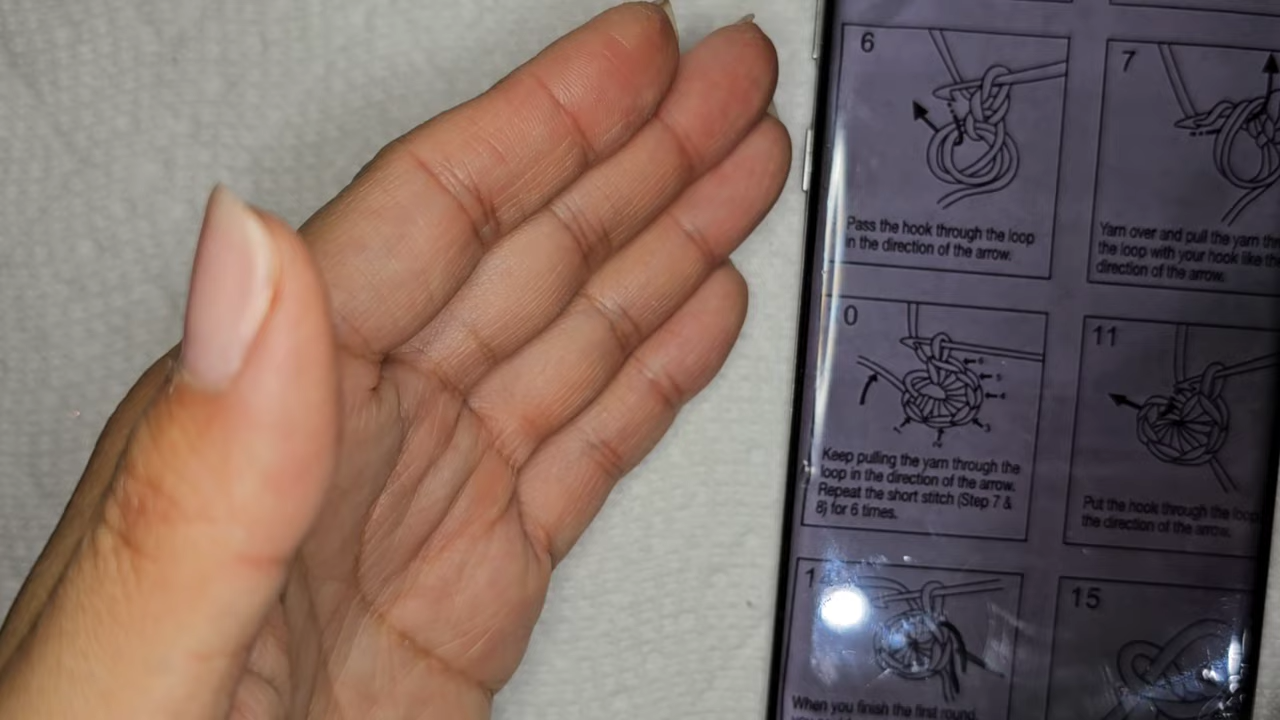 6
Pass the hook through the loop
in the direction of the arrow.
7
Yarn over and pull the yarn
the loop with your hook like the
direction of the arrow.
0
Keep pulling the yarn through the
loop in the direction of the arrow.
Repeat the short stitch (Step 7 &
8) for 6 times.
11
Put the hook through the loop
the direction of the arrow.
When you finish the first round
15